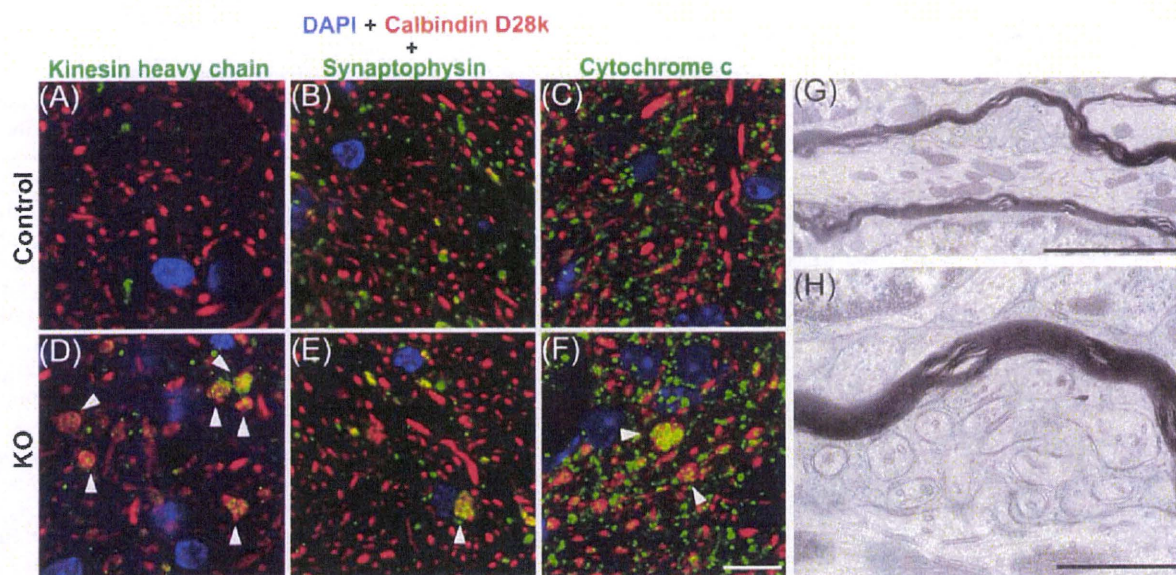 DAPI + Calbindin D28k
+
Kinesin heavy chain Synaptophysin Cytochrome c
(A) (B) (C) (G)
Control
(D) (E) (F) (H)
KO